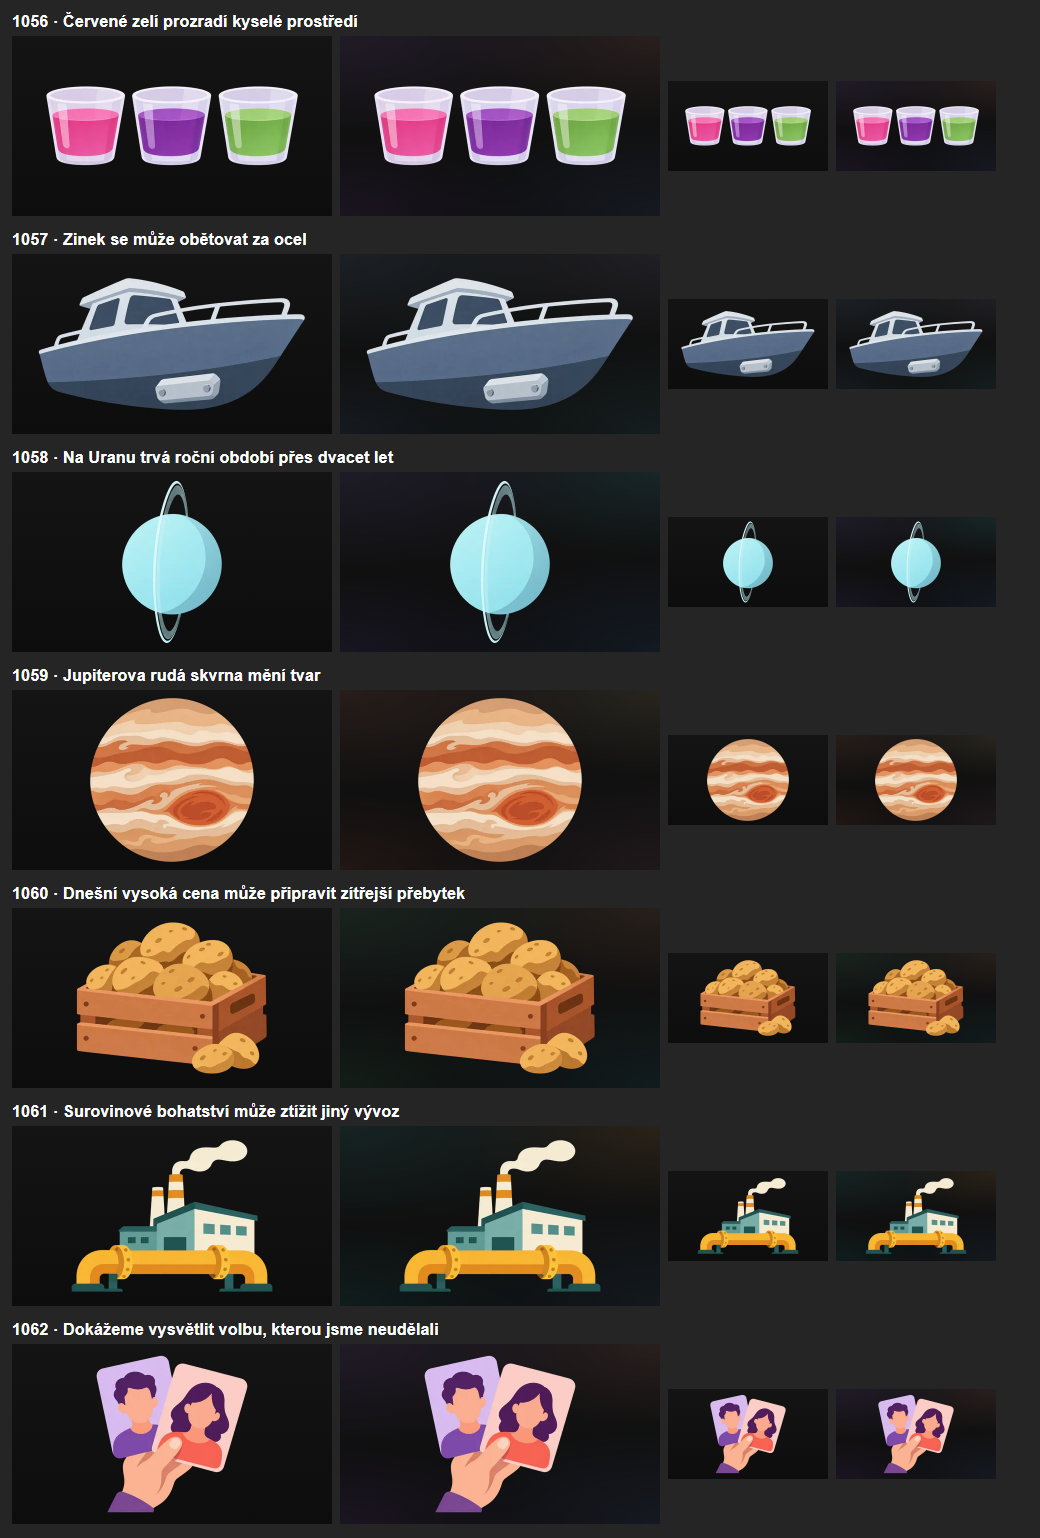 1056 · Červené zelí prozradí kyselé prostředí
1057 · Zinek se může obětovat za ocel
1058 · Na Uranu trvá roční období přes dvacet let
1059 · Jupiterova rudá skvrna mění tvar
1060 · Dnešní vysoká cena může připravit zítřejší přebytek
1061 · Surovinové bohatství může ztížit jiný vývoz
1062 · Dokážeme vysvětlit volbu, kterou jsme neudělali